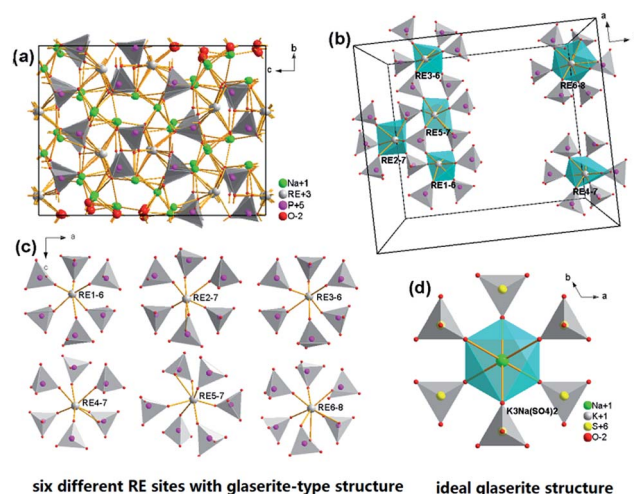 (a)
b
c
Na+1
RE+3
P+5
O-2
(b)
a
RE3-6
RE6-8
RE5-7
RE2-7
RE1-6
RE4-7
(c)
a
c
RE1-6
RE2-7
RE3-6
RE4-7
RE5-7
RE6-8
(d)
b
a
K3Na(SO4)2
Na+1
K+1
S+6
O-2
six different RE sites with glaserite-type structure
ideal glaserite structure